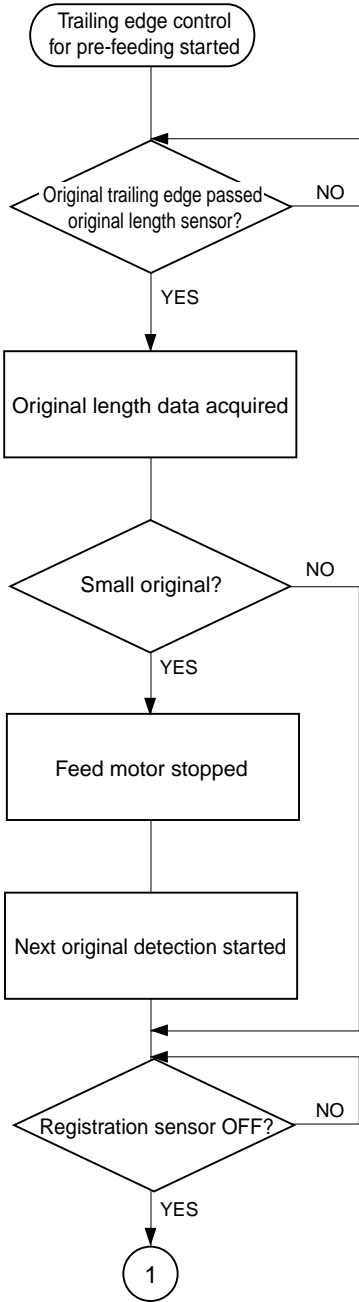 Trailing edge control
for pre-feeding started
Original trailing edge passed
original length sensor?
NO
YES
Original length data acquired
Small original?
NO
YES
Feed motor stopped
Next original detection started
Registration sensor OFF?
NO
YES
1